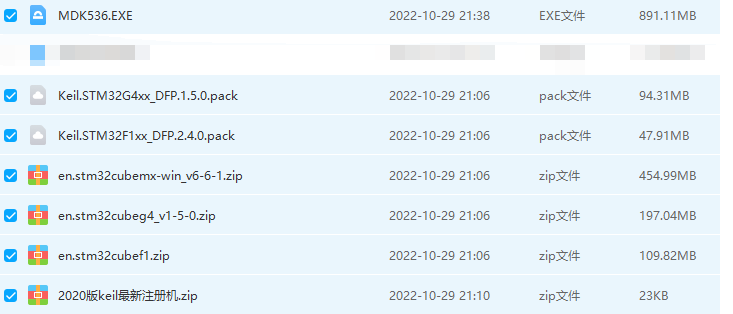 MDK536.EXE 2022-10-29 21:38 EXE文件 891.11MB
Keil.STM32G4xx_DFP.1.5.0.pack 2022-10-29 21:06 pack文件 94.31MB
Keil.STM32F1xx_DFP.2.4.0.pack 2022-10-29 21:06 pack文件 47.91MB
en.stm32cubemx-win_v6-6-1.zip 2022-10-29 21:06 zip文件 454.99MB
en.stm32cubeg4_v1-5-0.zip 2022-10-29 21:06 zip文件 197.04MB
en.stm32cubef1.zip 2022-10-29 21:06 zip文件 109.82MB
2020版keil最新注册机.zip 2022-10-29 21:10 zip文件 23KB